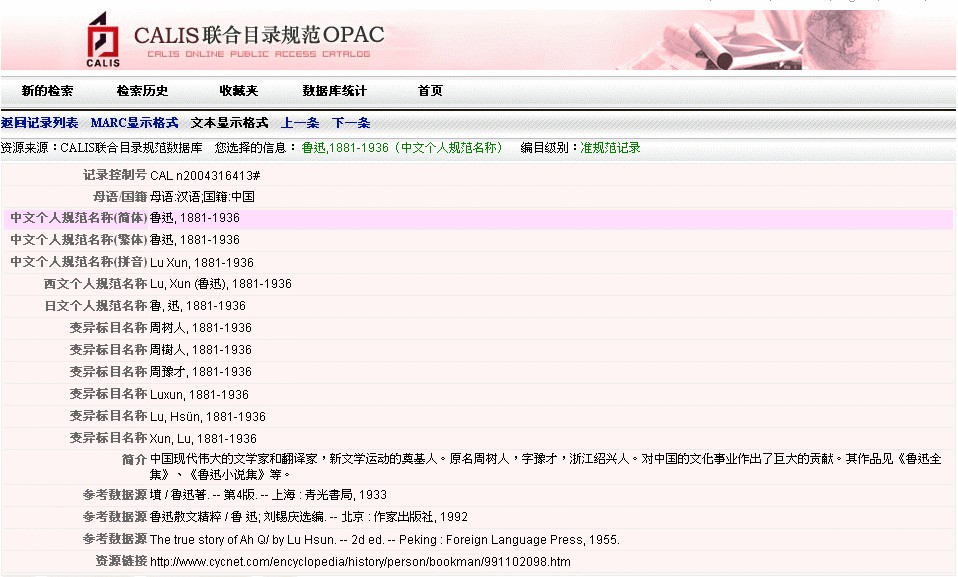 CALIS联合目录规范OPAC
CALIS ONLINE PUBLIC ACCESS CATALOG
CALIS
新的检索 检索历史 收藏夹 数据库统计 首页
返回记录列表 MARC显示格式 文本显示格式 上一条 下一条
资源来源：CALIS联合目录规范数据库 您选择的信息： 鲁迅,1881-1936（中文个人规范名称） 编目级别：准规范记录
记录控制号 CAL n2004316413#
母语/国籍 母语:汉语;国籍:中国
中文个人规范名称(简体) 鲁迅, 1881-1936
中文个人规范名称(繁体) 鲁迅, 1881-1936
中文个人规范名称(拼音) Lu Xun, 1881-1936
西文个人规范名称 Lu, Xun (鲁迅), 1881-1936
日文个人规范名称 魯, 迅, 1881-1936
变异标目名称 周树人, 1881-1936
变异标目名称 周樹人, 1881-1936
变异标目名称 周豫才, 1881-1936
变异标目名称 Luxun, 1881-1936
变异标目名称 Lu, Hsün, 1881-1936
变异标目名称 Xun, Lu, 1881-1936
简介 中国现代伟大的文学家和翻译家，新文学运动的奠基人。原名周树人，字豫才，浙江绍兴人。对中国的文化事业作出了巨大的贡献。其作品见《鲁迅全
集》、《鲁迅小说集》等。
参考数据源 墳 / 鲁迅著. -- 第4版. -- 上海 : 青光書局, 1933
参考数据源 鲁迅散文精粹 / 鲁 迅; 刘锡庆选编. -- 北京 : 作家出版社, 1992
参考数据源 The true story of Ah Q/ by Lu Hsun. -- 2d ed. -- Peking : Foreign Language Press, 1955.
资源链接 http://www.cycnet.com/encyclopedia/history/person/bookman/991102098.htm